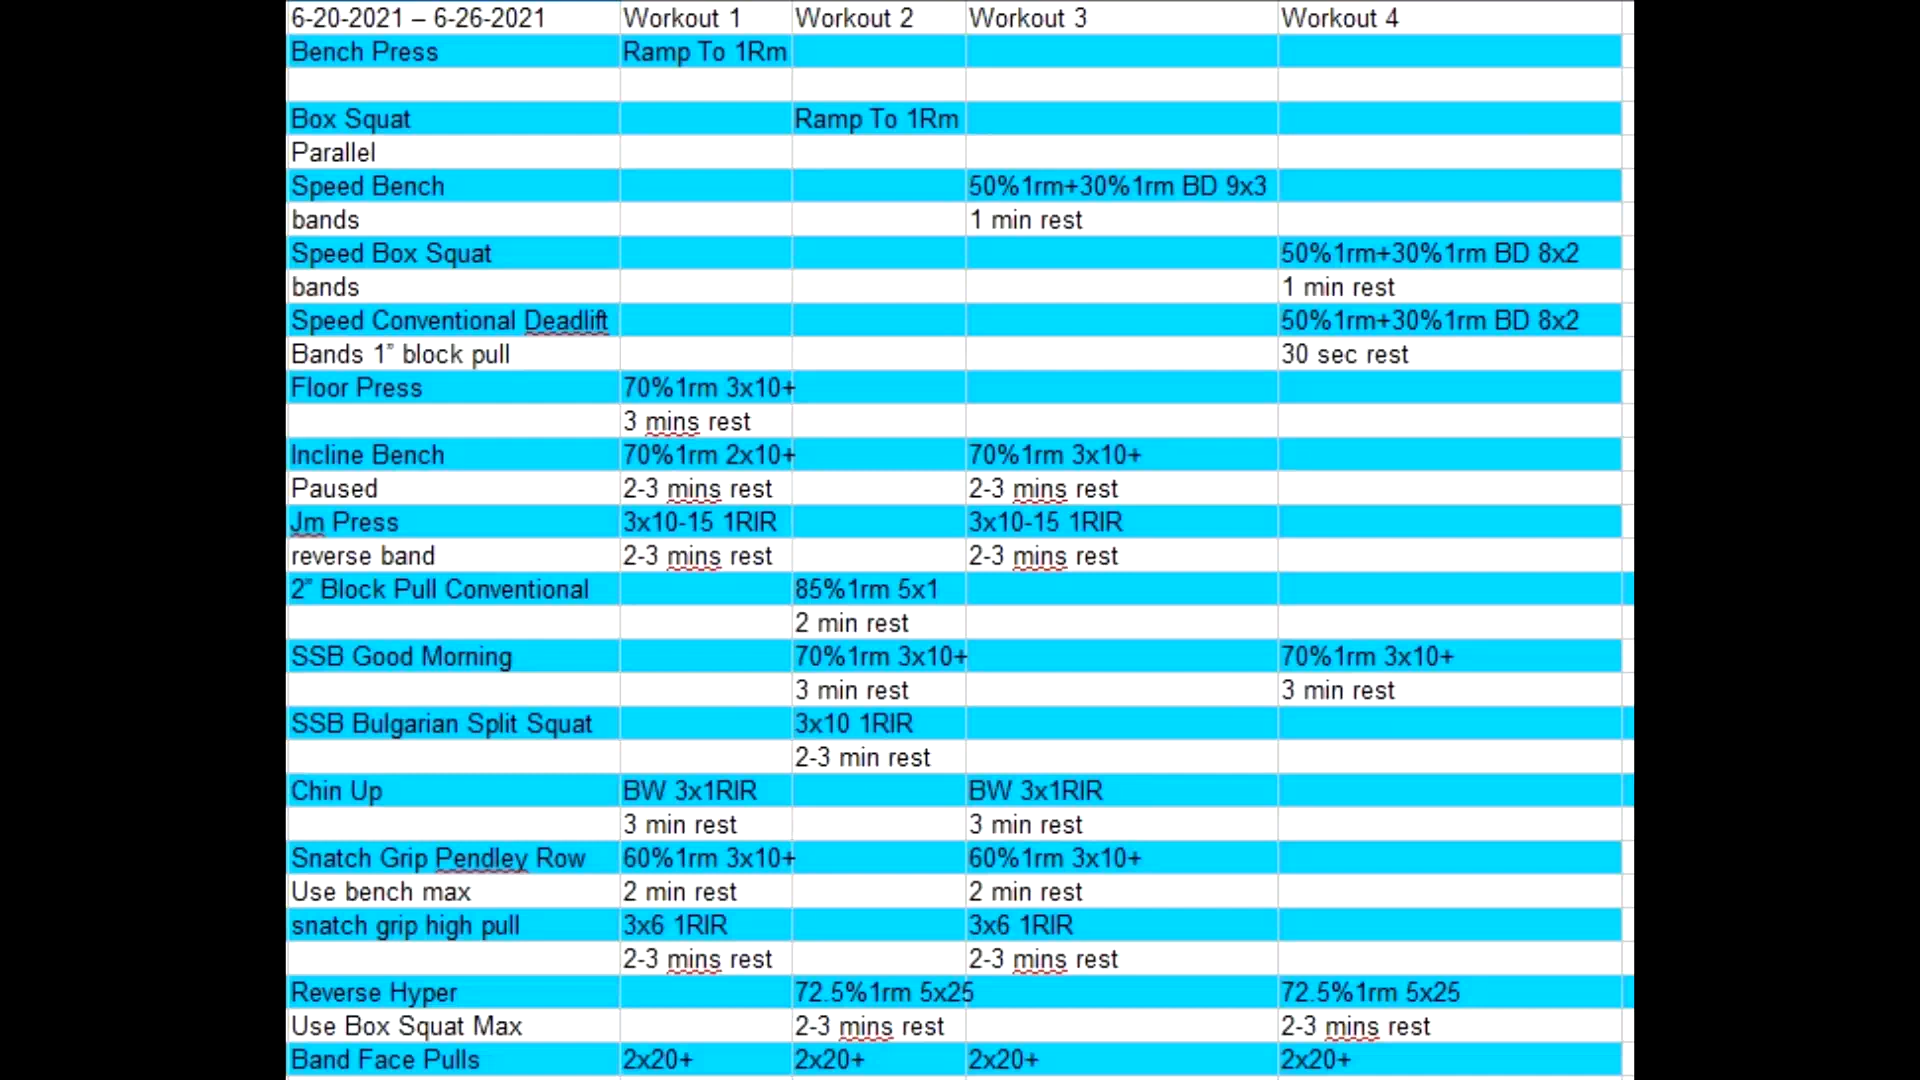 6-20-2021 – 6-26-2021 Workout 1 Workout 2 Workout 3 Workout 4
Bench Press Ramp To 1Rm
Box Squat Ramp To 1Rm
Parallel
Speed Bench 50%1rm+30%1rm BD 9x3
bands 1 min rest
Speed Box Squat 50%1rm+30%1rm BD 8x2
bands 1 min rest
Speed Conventional Deadlift 50%1rm+30%1rm BD 8x2
Bands 1” block pull 30 sec rest
Floor Press 70%1rm 3x10+
3 mins rest
Incline Bench 70%1rm 2x10+ 70%1rm 3x10+
Paused 2-3 mins rest 2-3 mins rest
Jm Press 3x10-15 1RIR 3x10-15 1RIR
reverse band 2-3 mins rest 2-3 mins rest
2” Block Pull Conventional 85%1rm 5x1
2 min rest
SSB Good Morning 70%1rm 3x10+ 70%1rm 3x10+
3 min rest 3 min rest
SSB Bulgarian Split Squat 3x10 1RIR
2-3 min rest
Chin Up BW 3x1RIR BW 3x1RIR
3 min rest 3 min rest
Snatch Grip Pendley Row 60%1rm 3x10+ 60%1rm 3x10+
Use bench max 2 min rest 2 min rest
snatch grip high pull 3x6 1RIR 3x6 1RIR
2-3 mins rest 2-3 mins rest
Reverse Hyper 72.5%1rm 5x25 72.5%1rm 5x25
Use Box Squat Max 2-3 mins rest 2-3 mins rest
Band Face Pulls 2x20+ 2x20+ 2x20+ 2x20+